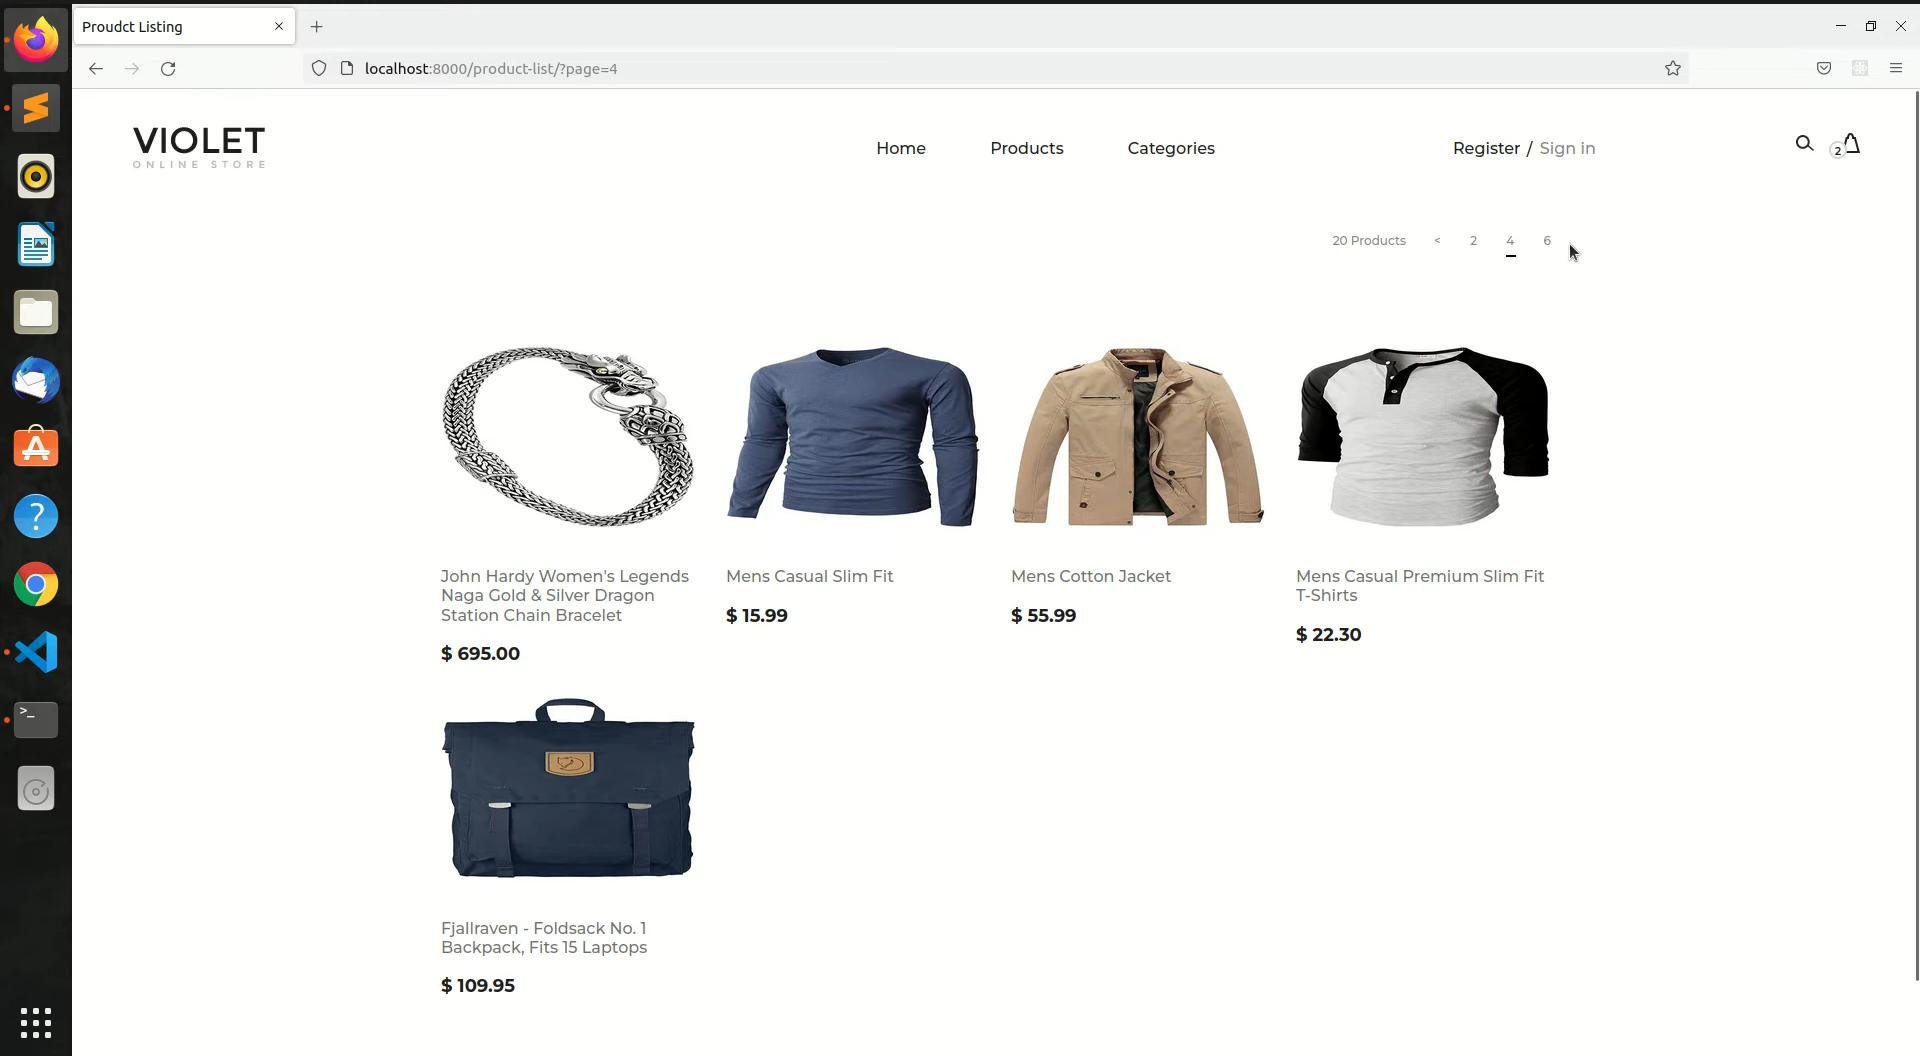 Proudct Listing
localhost:8000/product-list/?page=4
VIOLET
ONLINE STORE
Home
Products
Categories
Register / Sign in
2
20 Products < 2 4 6
John Hardy Women's Legends
Naga Gold & Silver Dragon
Station Chain Bracelet
$ 695.00
Mens Casual Slim Fit
$ 15.99
Mens Cotton Jacket
$ 55.99
Mens Casual Premium Slim Fit
T-Shirts
$ 22.30
Fjallraven - Foldsack No. 1
Backpack, Fits 15 Laptops
$ 109.95